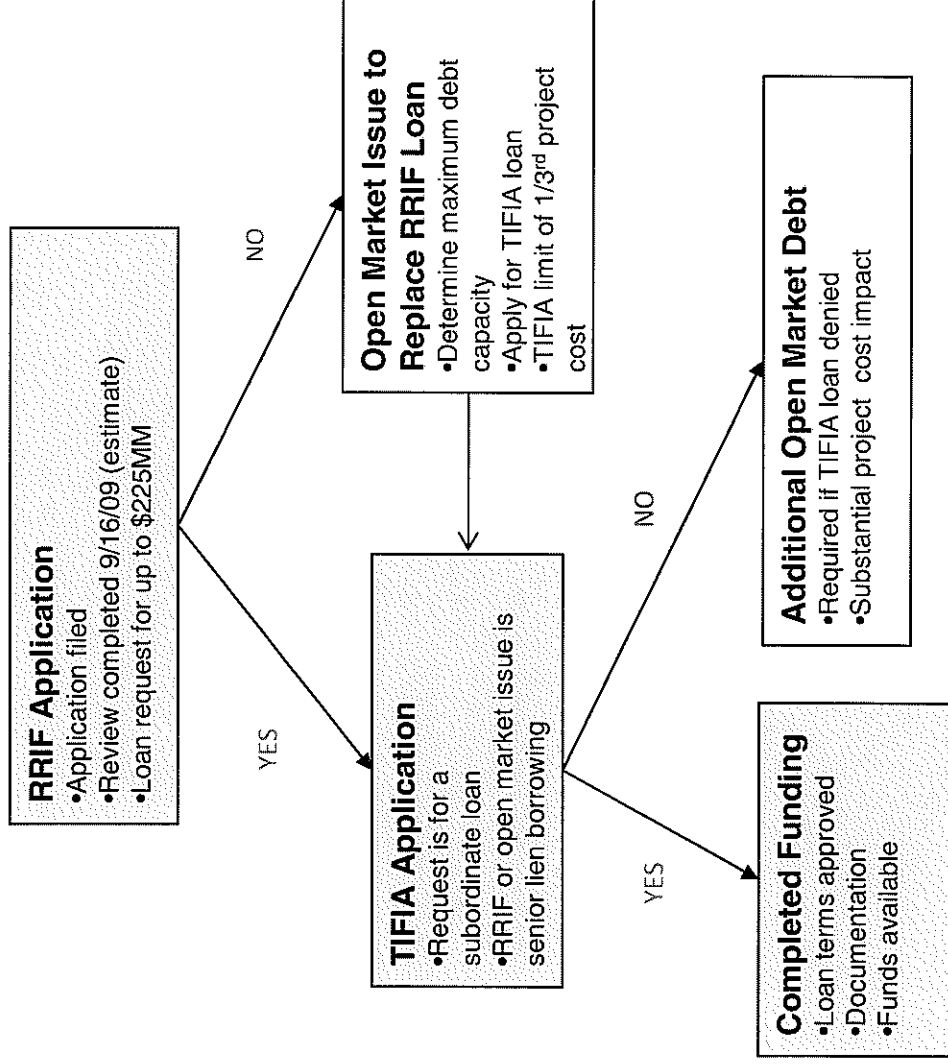 RRIF Application
•Application filed
•Review completed 9/16/09 (estimate)
•Loan request for up to $225MM
YES
NO
Open Market Issue to
Replace RRIF Loan
•Determine maximum debt
capacity
•Apply for TIFIA loan
•TIFIA limit of 1/3rd project
cost
TIFIA Application
•Request is for a
subordinate loan
•RRIF or open market issue is
senior lien borrowing
YES
NO
Completed Funding
•Loan terms approved
•Documentation
•Funds available
Additional Open Market Debt
•Required if TIFIA loan denied
•Substantial project cost impact